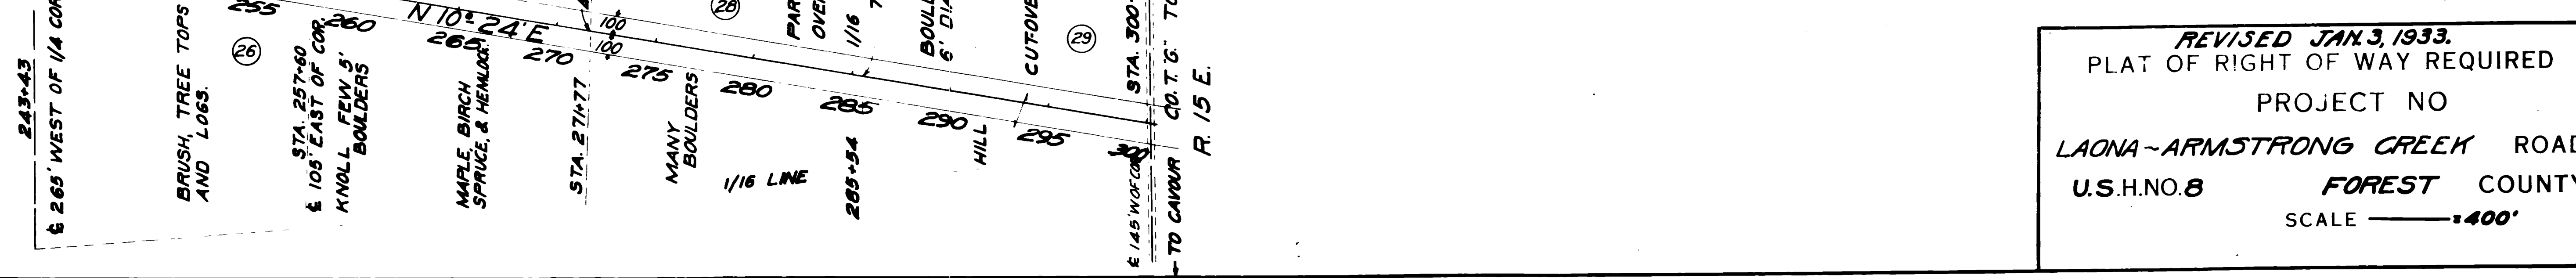 243+43
℄ 265' WEST OF 1/4 COR
255
BRUSH, TREE TOPS
AND LOGS.
26
STA. 257+60
℄ 105' EAST OF COR.
260
KNOLL FEW 5'
BOULDERS
N 10° 24' E
265
MAPLE, BIRCH
SPRUCE, & HEMLOCK.
270
STA. 271+77
100
100
275
MANY
BOULDERS
28
280
1/16 LINE
285
285+54
1/16
6' DIA
290
HILL
CUT-OVE
295
29
300
STA. 300+
℄ 145' W OF COR
TO CAVOUR
CO. T. "G"
R. 15 E.
REVISED JAN. 3, 1933.
PLAT OF RIGHT OF WAY REQUIRED
PROJECT NO
LAONA~ARMSTRONG CREEK ROAD
U.S.H.NO.8 FOREST COUNTY
SCALE ——— = 400'